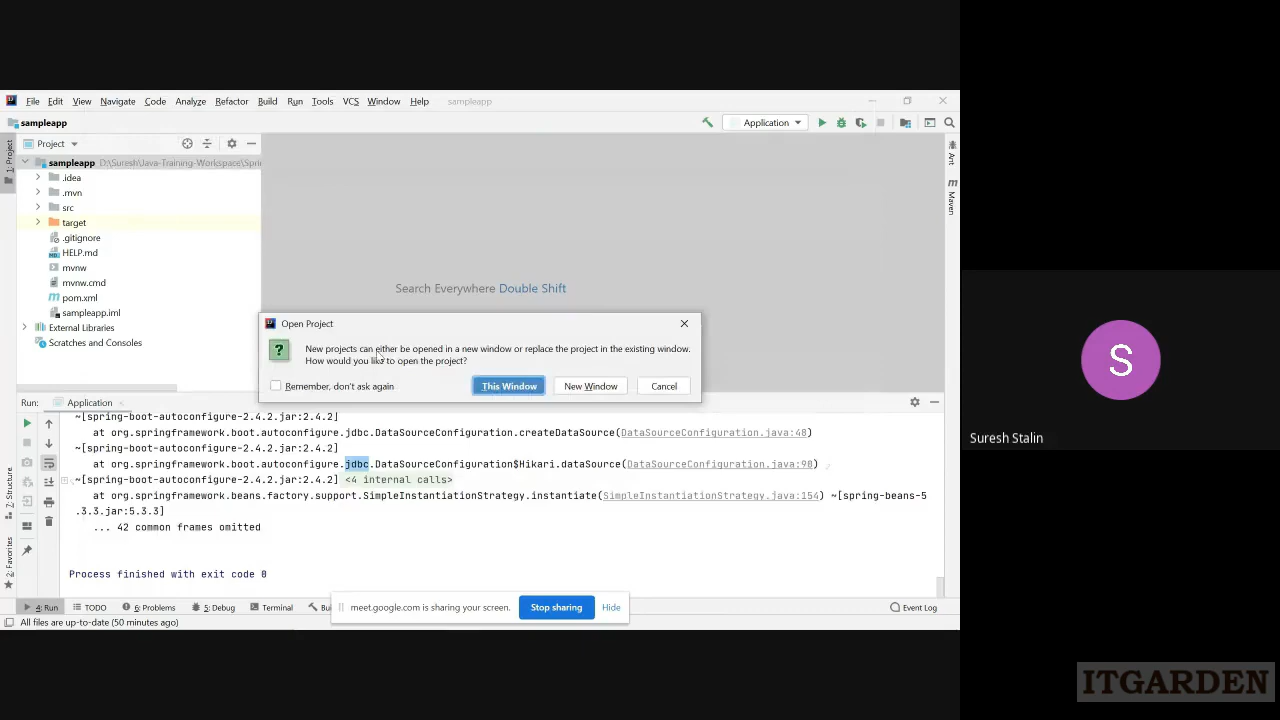 File Edit View Navigate Code Analyze Refactor Build Run Tools VCS Window Help sampleapp
sampleapp
Application
1: Project
Project
sampleapp D:\Suresh\Java-Training-Workspace\Spri
.idea
.mvn
src
target
.gitignore
HELP.md
mvnw
mvnw.cmd
pom.xml
sampleapp.iml
External Libraries
Scratches and Consoles
Ant
Maven
Search Everywhere Double Shift
Open Project
New projects can either be opened in a new window or replace the project in the existing window.
How would you like to open the project?
Remember, don't ask again
This Window New Window Cancel
Run: Application
~[spring-boot-autoconfigure-2.4.2.jar:2.4.2]
at org.springframework.boot.autoconfigure.jdbc.DataSourceConfiguration.createDataSource(DataSourceConfiguration.java:48)
~[spring-boot-autoconfigure-2.4.2.jar:2.4.2]
at org.springframework.boot.autoconfigure.jdbc.DataSourceConfiguration$Hikari.dataSource(DataSourceConfiguration.java:90)
~[spring-boot-autoconfigure-2.4.2.jar:2.4.2] <4 internal calls>
at org.springframework.beans.factory.support.SimpleInstantiationStrategy.instantiate(SimpleInstantiationStrategy.java:154) ~[spring-beans-5
.3.3.jar:5.3.3]
... 42 common frames omitted
Process finished with exit code 0
7: Structure
2: Favorites
4: Run TODO 6: Problems 5: Debug Terminal Bui
meet.google.com is sharing your screen. Stop sharing Hide
Event Log
All files are up-to-date (50 minutes ago)
S
Suresh Stalin
ITGARDEN